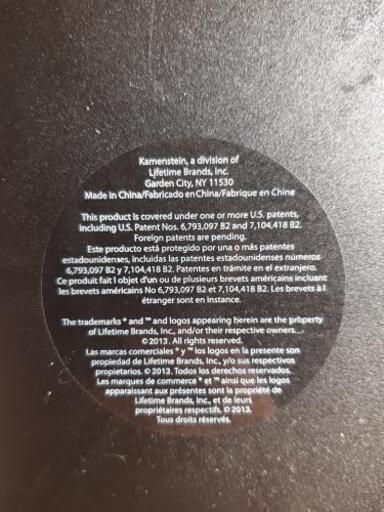 Kamenstein, a division of
Lifetime Brands, Inc.
Garden City, NY 11530
Made in China/Fabricado en China/Fabrique en Chine
This product is covered under one or more U.S. patents,
including U.S. Patent Nos. 6,793,097 B2 and 7,104,418 B2.
Foreign patents are pending.
Este producto está protegido por una o más patentes
estadounidenses, incluidas las patentes estadounidenses números
6,793,097 B2 y 7,104,418 B2. Patentes en trámite en el extranjero.
Ce produit fait l objet d'un ou de plusieurs brevets américains incluant
les brevets américains No 6,793,097 B2 et 7,104,418 B2. Les brevets à l
étranger sont en instance.
The trademarks ® and ™ and logos appearing herein are the property
of Lifetime Brands, Inc., and/or their respective owners.
© 2013. All rights reserved.
Las marcas comerciales ® y ™ los logos en la presente son
propiedad de Lifetime Brands, Inc., y/o sus respectivos
propietarios. © 2013. Todos los derechos reservados.
Les marques de commerce ® et ™ ainsi que les logos
apparaissant aux présentes sont la propriété de
Lifetime Brands, Inc., et de leurs
propriétaires respectifs. © 2013.
Tous droits réservés.